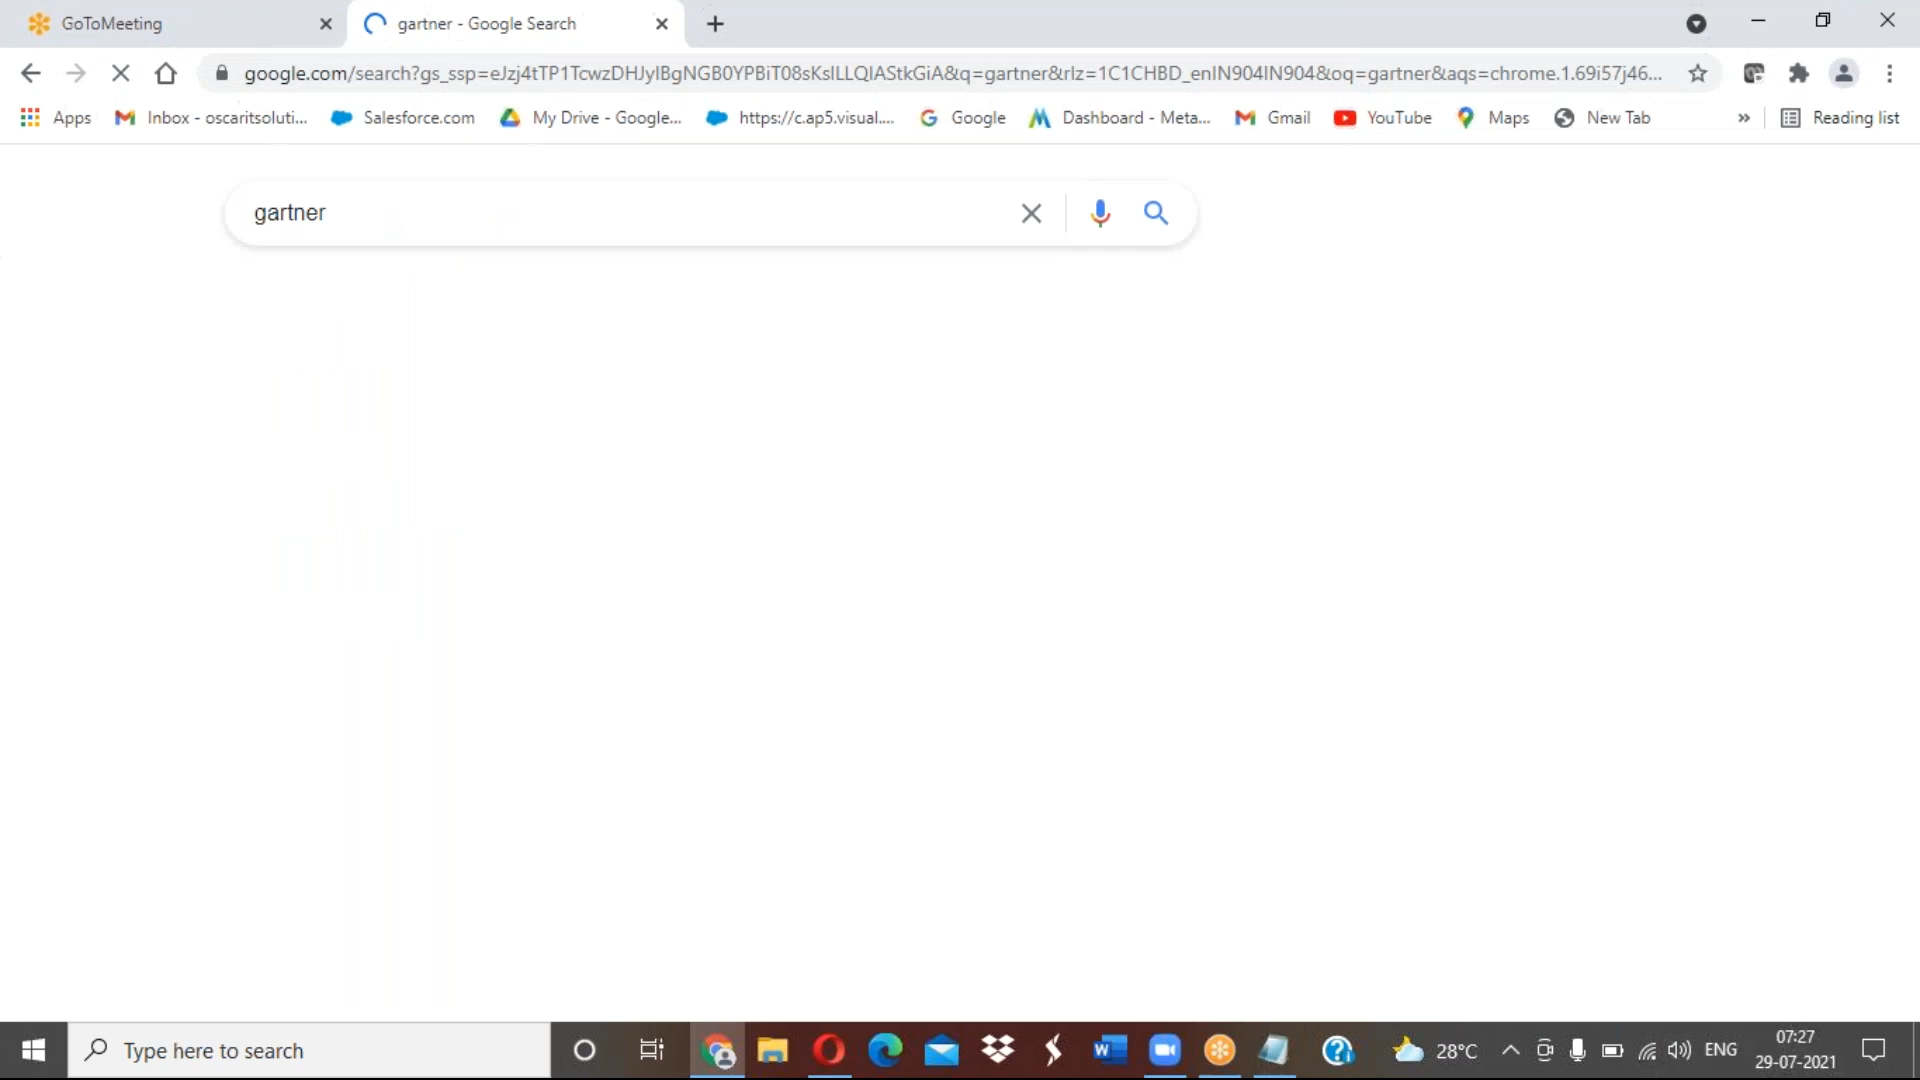 GoToMeeting
gartner - Google Search
google.com/search?gs_ssp=eJzj4tTP1TcwzDHJylBgNGB0YPBiT08sKslLLQIAStkGiA&q=gartner&rlz=1C1CHBD_enIN904IN904&oq=gartner&aqs=chrome.1.69i57j46...
Apps
Inbox - oscaritsoluti...
Salesforce.com
My Drive - Google...
https://c.ap5.visual....
Google
Dashboard - Meta...
Gmail
YouTube
Maps
New Tab
»
Reading list
gartner
Type here to search
28°C
ENG
07:27
29-07-2021